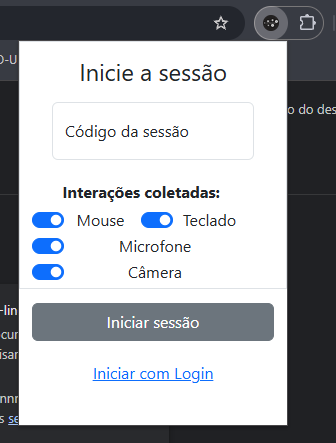 O-U
Inicie a sessão
o do des
Código da sessão
Interações coletadas:
Mouse Teclado
Microfone
Câmera
-lin
Iniciar sessão
cur
isar
Iniciar com Login
nnr
s se